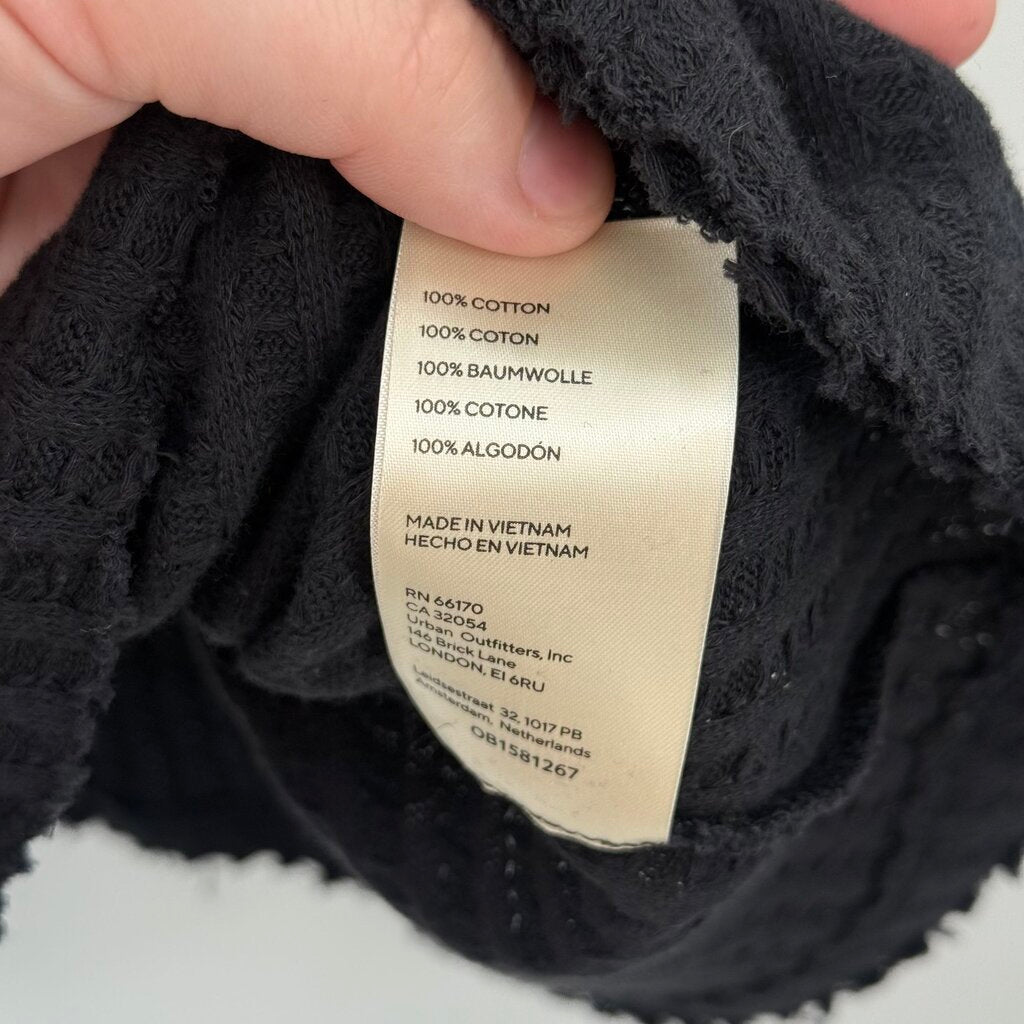 100% COTTON
100% COTON
100% BAUMWOLLE
100% COTONE
100% ALGODÓN
MADE IN VIETNAM
HECHO EN VIETNAM
RN 66170
CA 32054
Urban Outfitters, Inc
146 Brick Lane
LONDON, E1 6RU
Leidsestraat 32, 1017 PB
Amsterdam, Netherlands
OB1581267